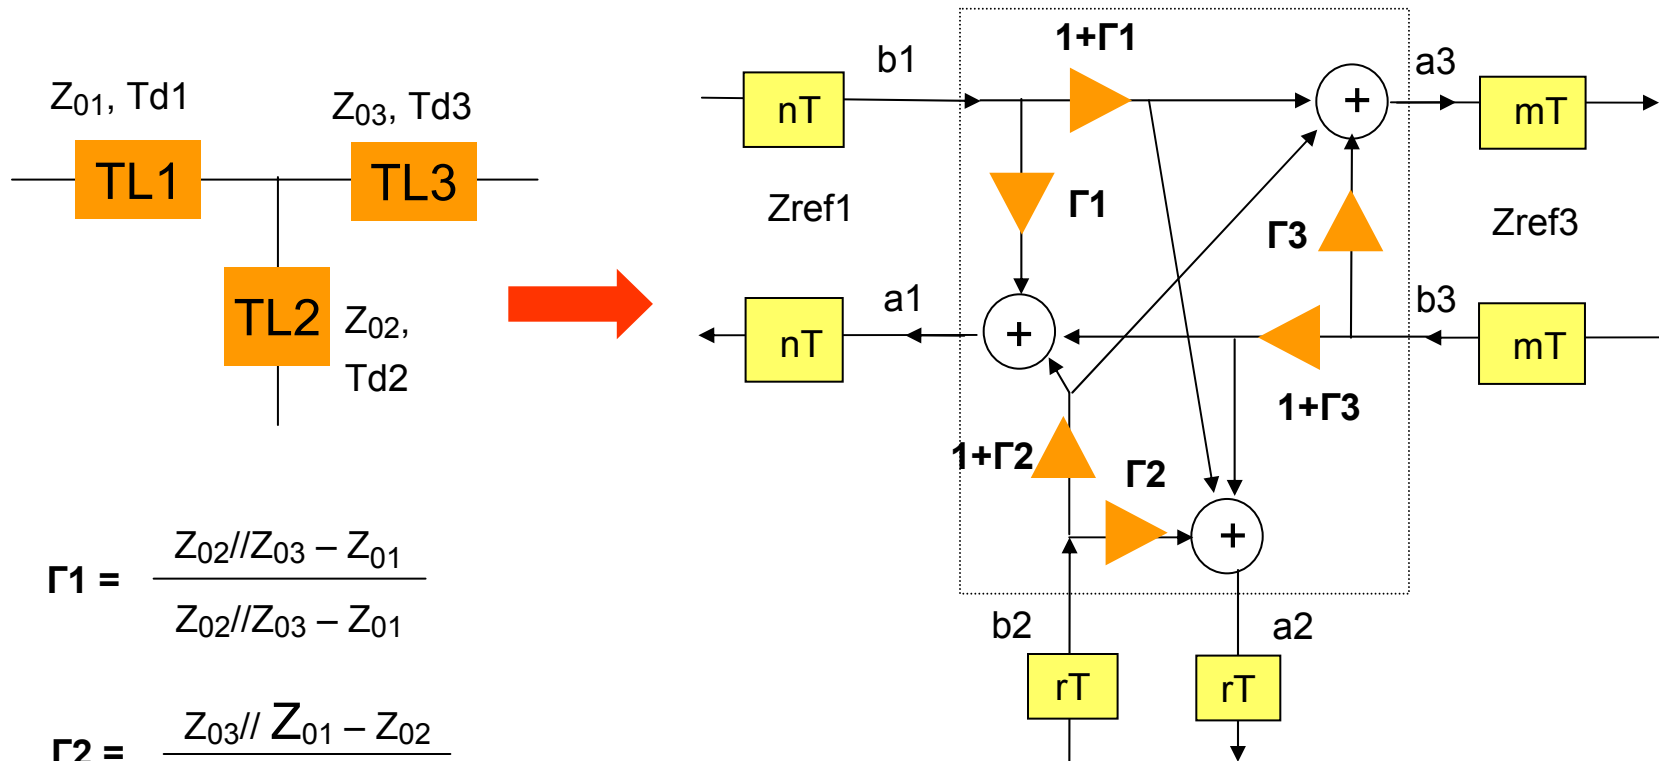 Z01, Td1
Z03, Td3
TL1
TL3
TL2
Z02,
Td2
Γ1 =
Z02//Z03 – Z01
Z02//Z03 – Z01
Γ2 =
Z03// Z01 – Z02
b1
1+Γ1
a3
nT
+
mT
Zref1
Γ1
Γ3
Zref3
a1
b3
nT
+
mT
1+Γ3
1+Γ2
Γ2
+
b2
a2
rT
rT